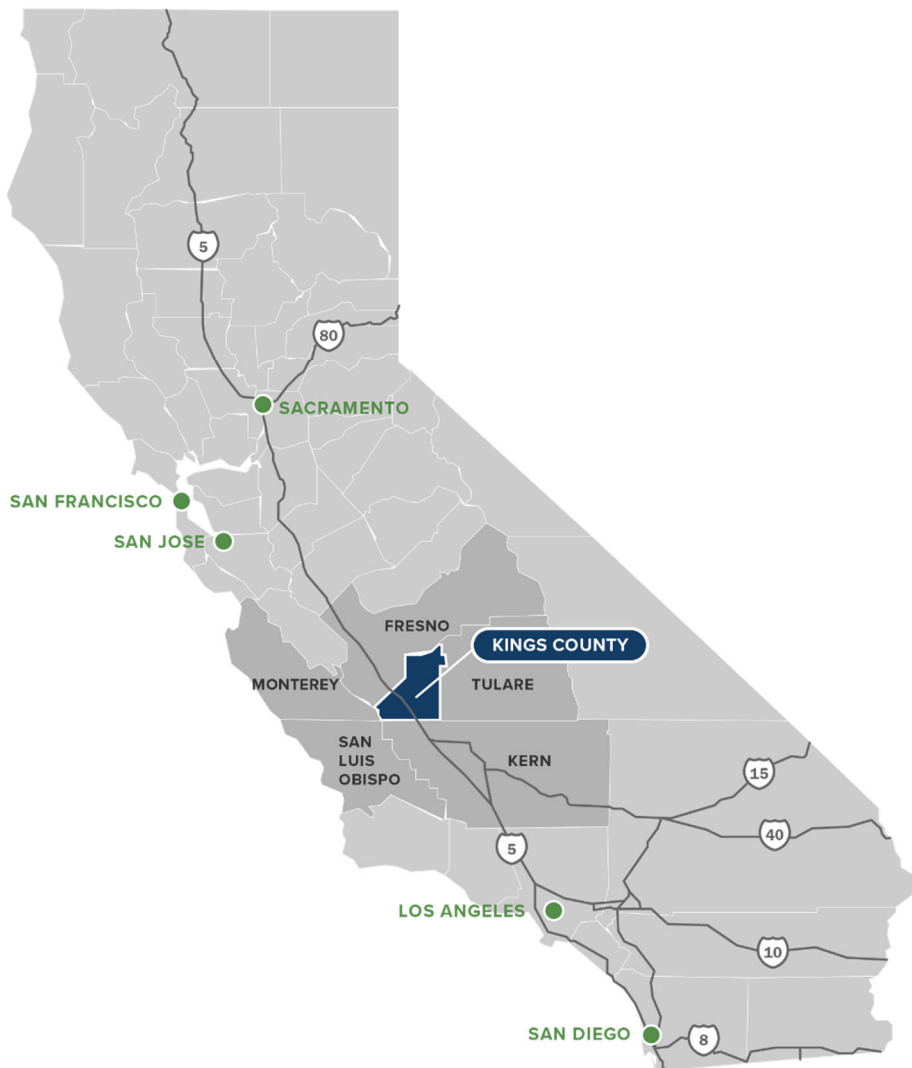 5
80
SACRAMENTO
SAN FRANCISCO
SAN JOSE
FRESNO
KINGS COUNTY
MONTEREY
TULARE
SAN
LUIS
OBISPO
KERN
15
40
5
LOS ANGELES
10
SAN DIEGO
8